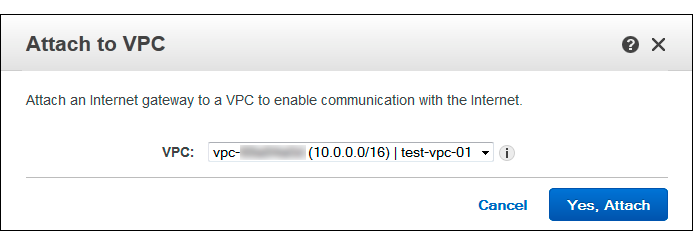 Attach to VPC
Attach an Internet gateway to a VPC to enable communication with the Internet.
VPC: vpc- (10.0.0.0/16) | test-vpc-01
Cancel Yes, Attach